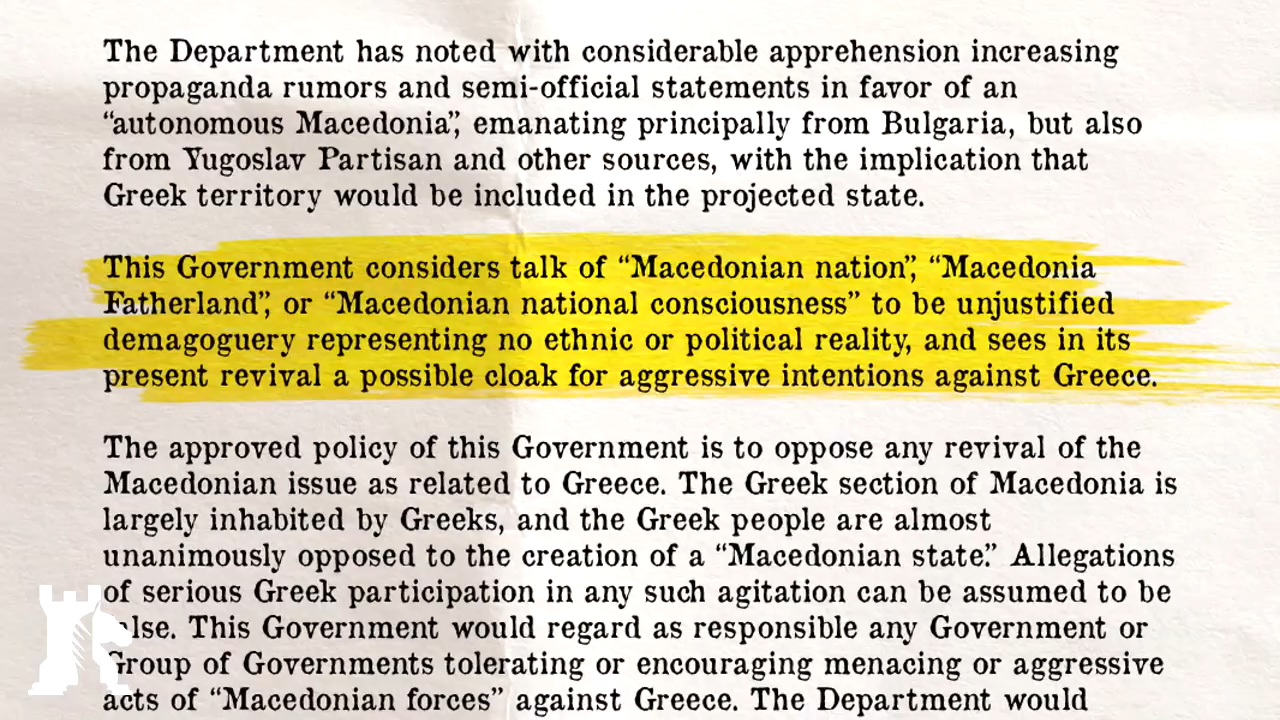 The Department has noted with considerable apprehension increasing
propaganda rumors and semi-official statements in favor of an
“autonomous Macedonia”, emanating principally from Bulgaria, but also
from Yugoslav Partisan and other sources, with the implication that
Greek territory would be included in the projected state.
This Government considers talk of “Macedonian nation”, “Macedonia
Fatherland”, or “Macedonian national consciousness” to be unjustified
demagoguery representing no ethnic or political reality, and sees in its
present revival a possible cloak for aggressive intentions against Greece.
The approved policy of this Government is to oppose any revival of the
Macedonian issue as related to Greece. The Greek section of Macedonia is
largely inhabited by Greeks, and the Greek people are almost
unanimously opposed to the creation of a “Macedonian state.” Allegations
of serious Greek participation in any such agitation can be assumed to be
false. This Government would regard as responsible any Government or
Group of Governments tolerating or encouraging menacing or aggressive
acts of “Macedonian forces” against Greece. The Department would